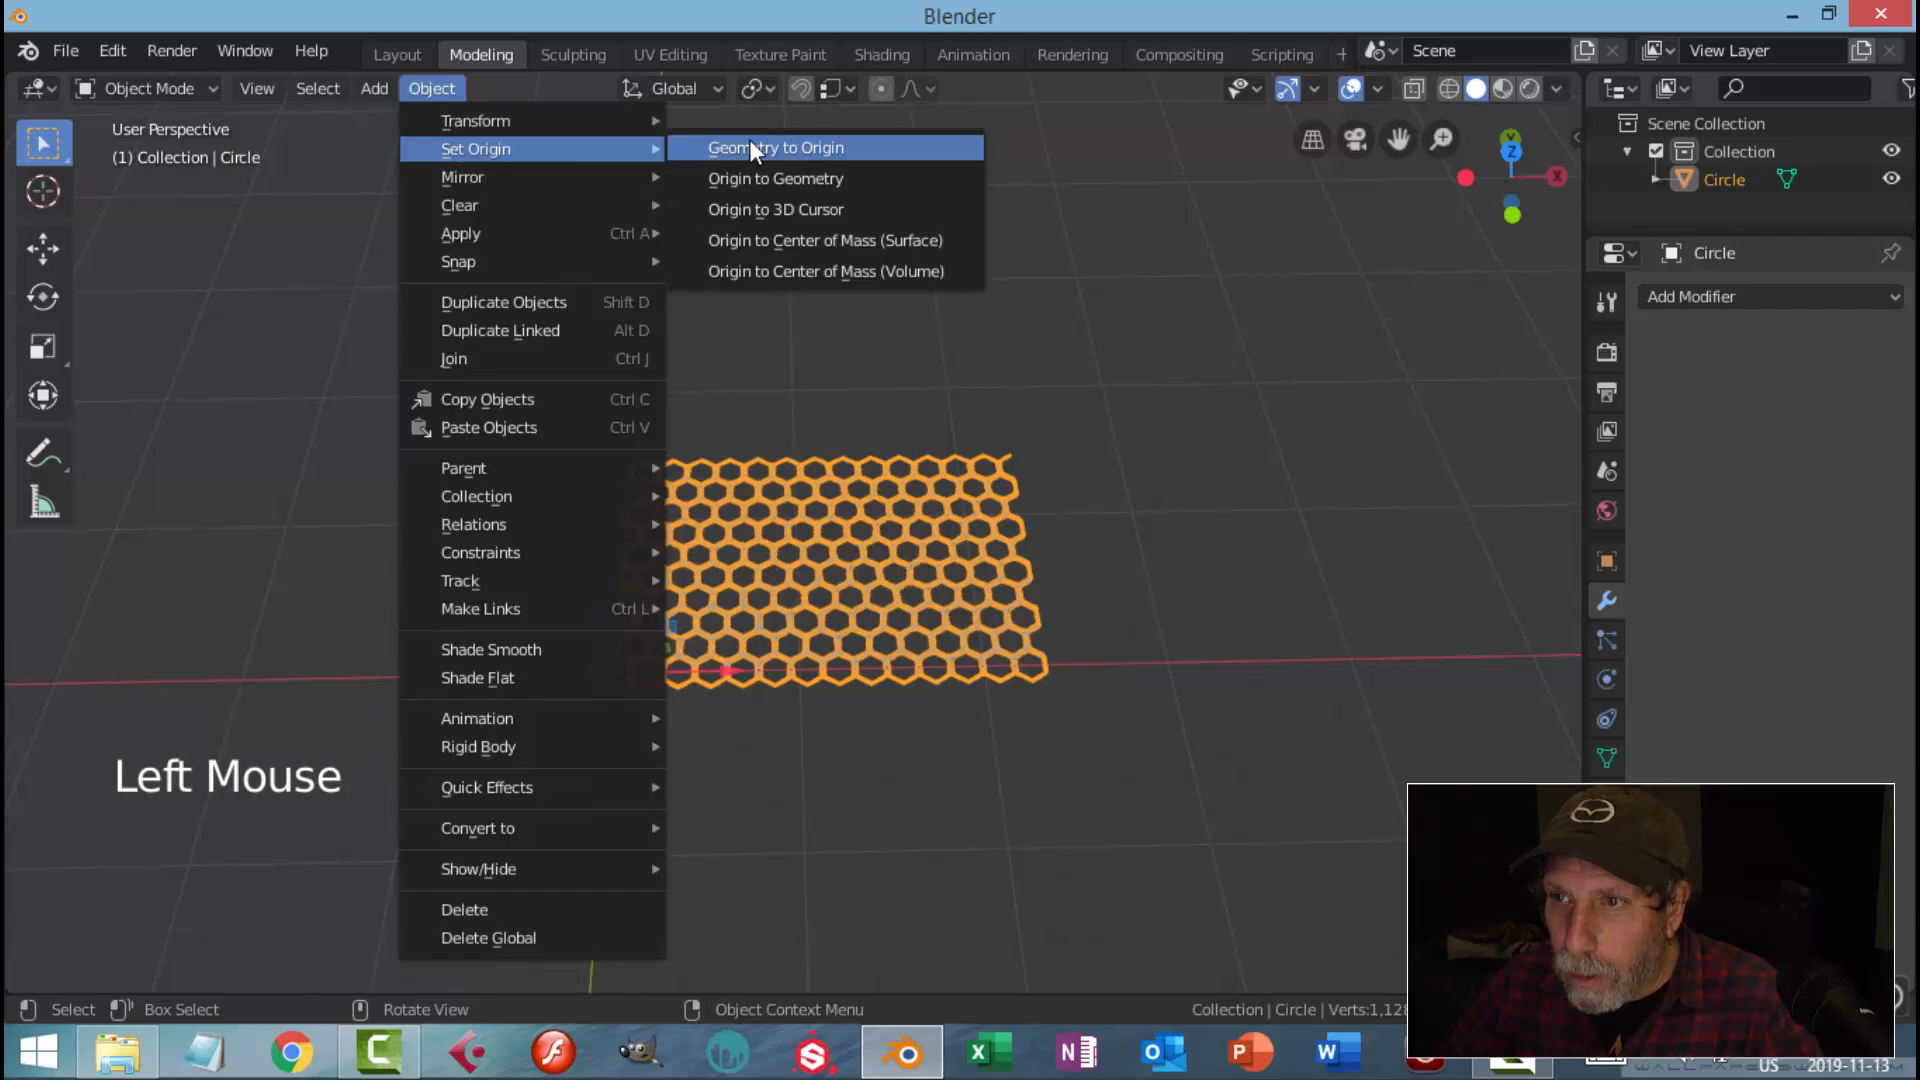 Blender
File Edit Render Window Help
Layout Modeling Sculpting UV Editing Texture Paint Shading Animation Rendering Compositing Scripting + Scene View Layer
Object Mode View Select Add Object Global
User Perspective
(1) Collection | Circle
Transform
Set Origin
Mirror
Clear
Apply Ctrl A
Snap
Duplicate Objects Shift D
Duplicate Linked Alt D
Join Ctrl J
Copy Objects Ctrl C
Paste Objects Ctrl V
Parent
Collection
Relations
Constraints
Track
Make Links Ctrl L
Shade Smooth
Shade Flat
Animation
Rigid Body
Quick Effects
Convert to
Show/Hide
Delete
Delete Global
Geometry to Origin
Origin to Geometry
Origin to 3D Cursor
Origin to Center of Mass (Surface)
Origin to Center of Mass (Volume)
Y
Z
X
Scene Collection
Collection
Circle
Circle
Add Modifier
Left Mouse
Select Box Select Rotate View Object Context Menu Collection | Circle | Verts:1,128
US 2019-11-13